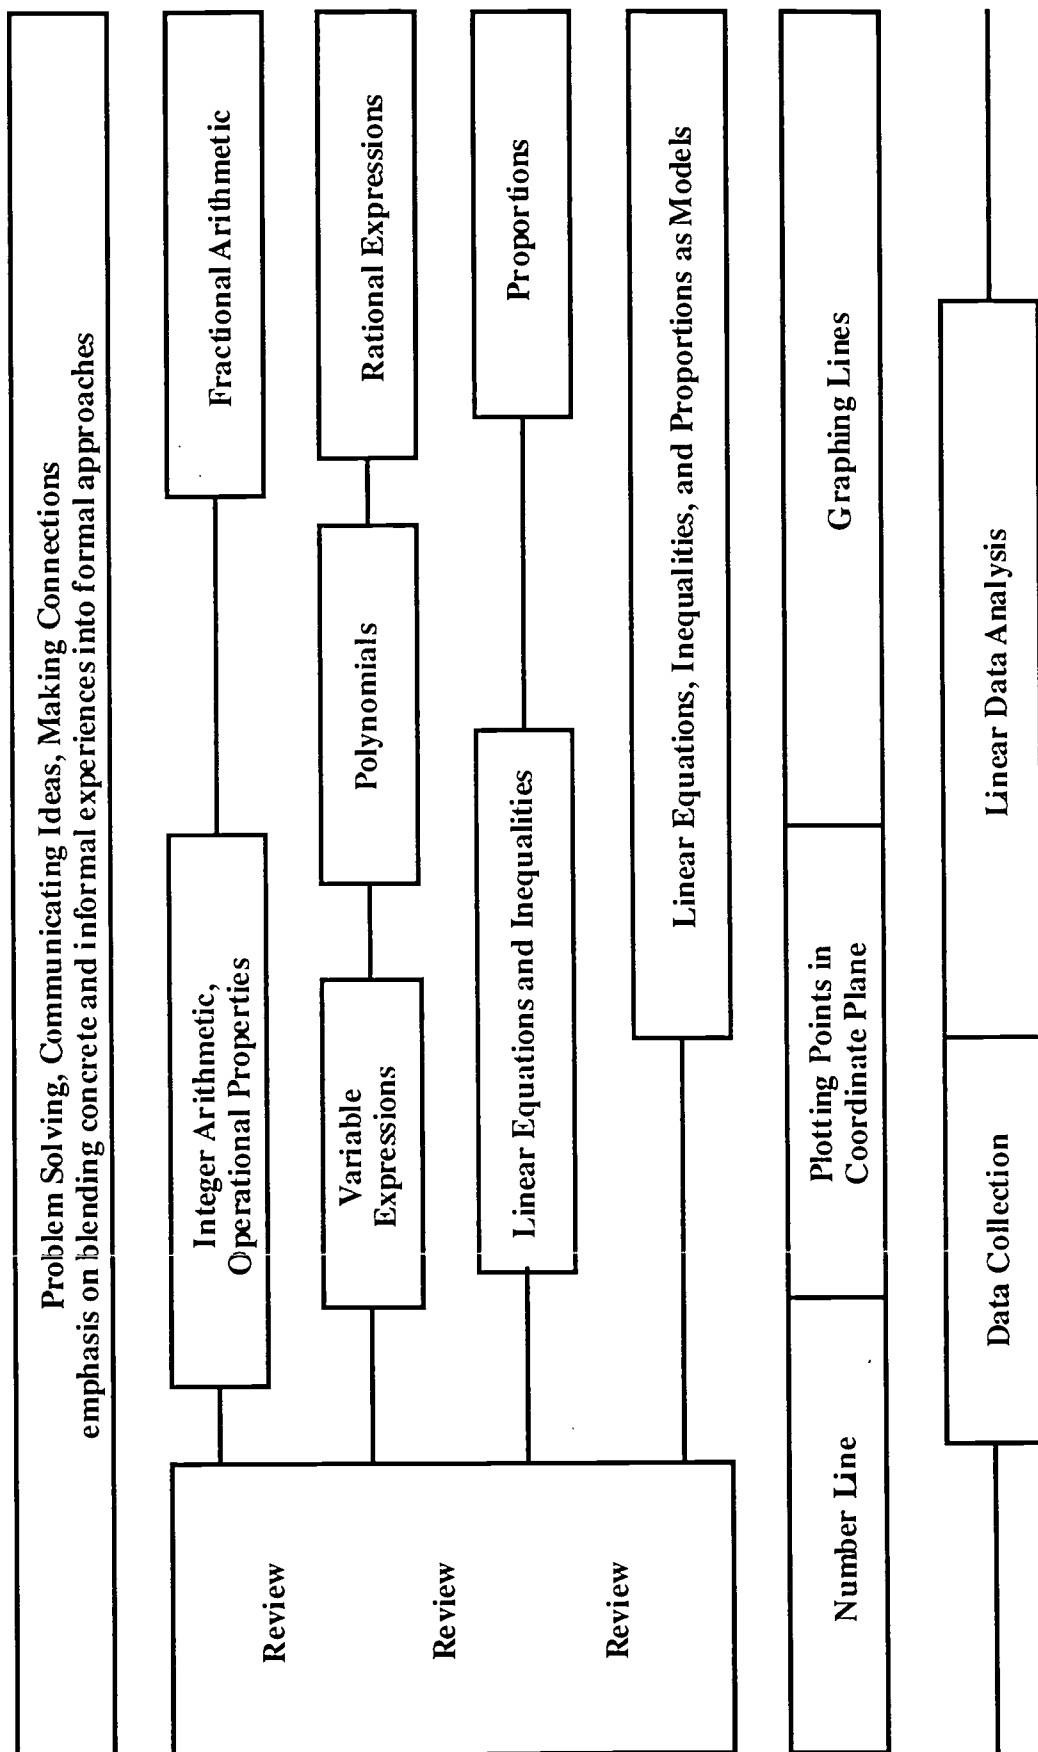 Problem Solving, Communicating Ideas, Making Connections
emphasis on blending concrete and informal experiences into formal approaches
Review
Review
Review
Integer Arithmetic,
Operational Properties
Fractional Arithmetic
Variable
Expressions
Polynomials
Rational Expressions
Linear Equations and Inequalities
Proportions
Linear Equations, Inequalities, and Proportions as Models
Number Line
Plotting Points in
Coordinate Plane
Graphing Lines
Data Collection
Linear Data Analysis